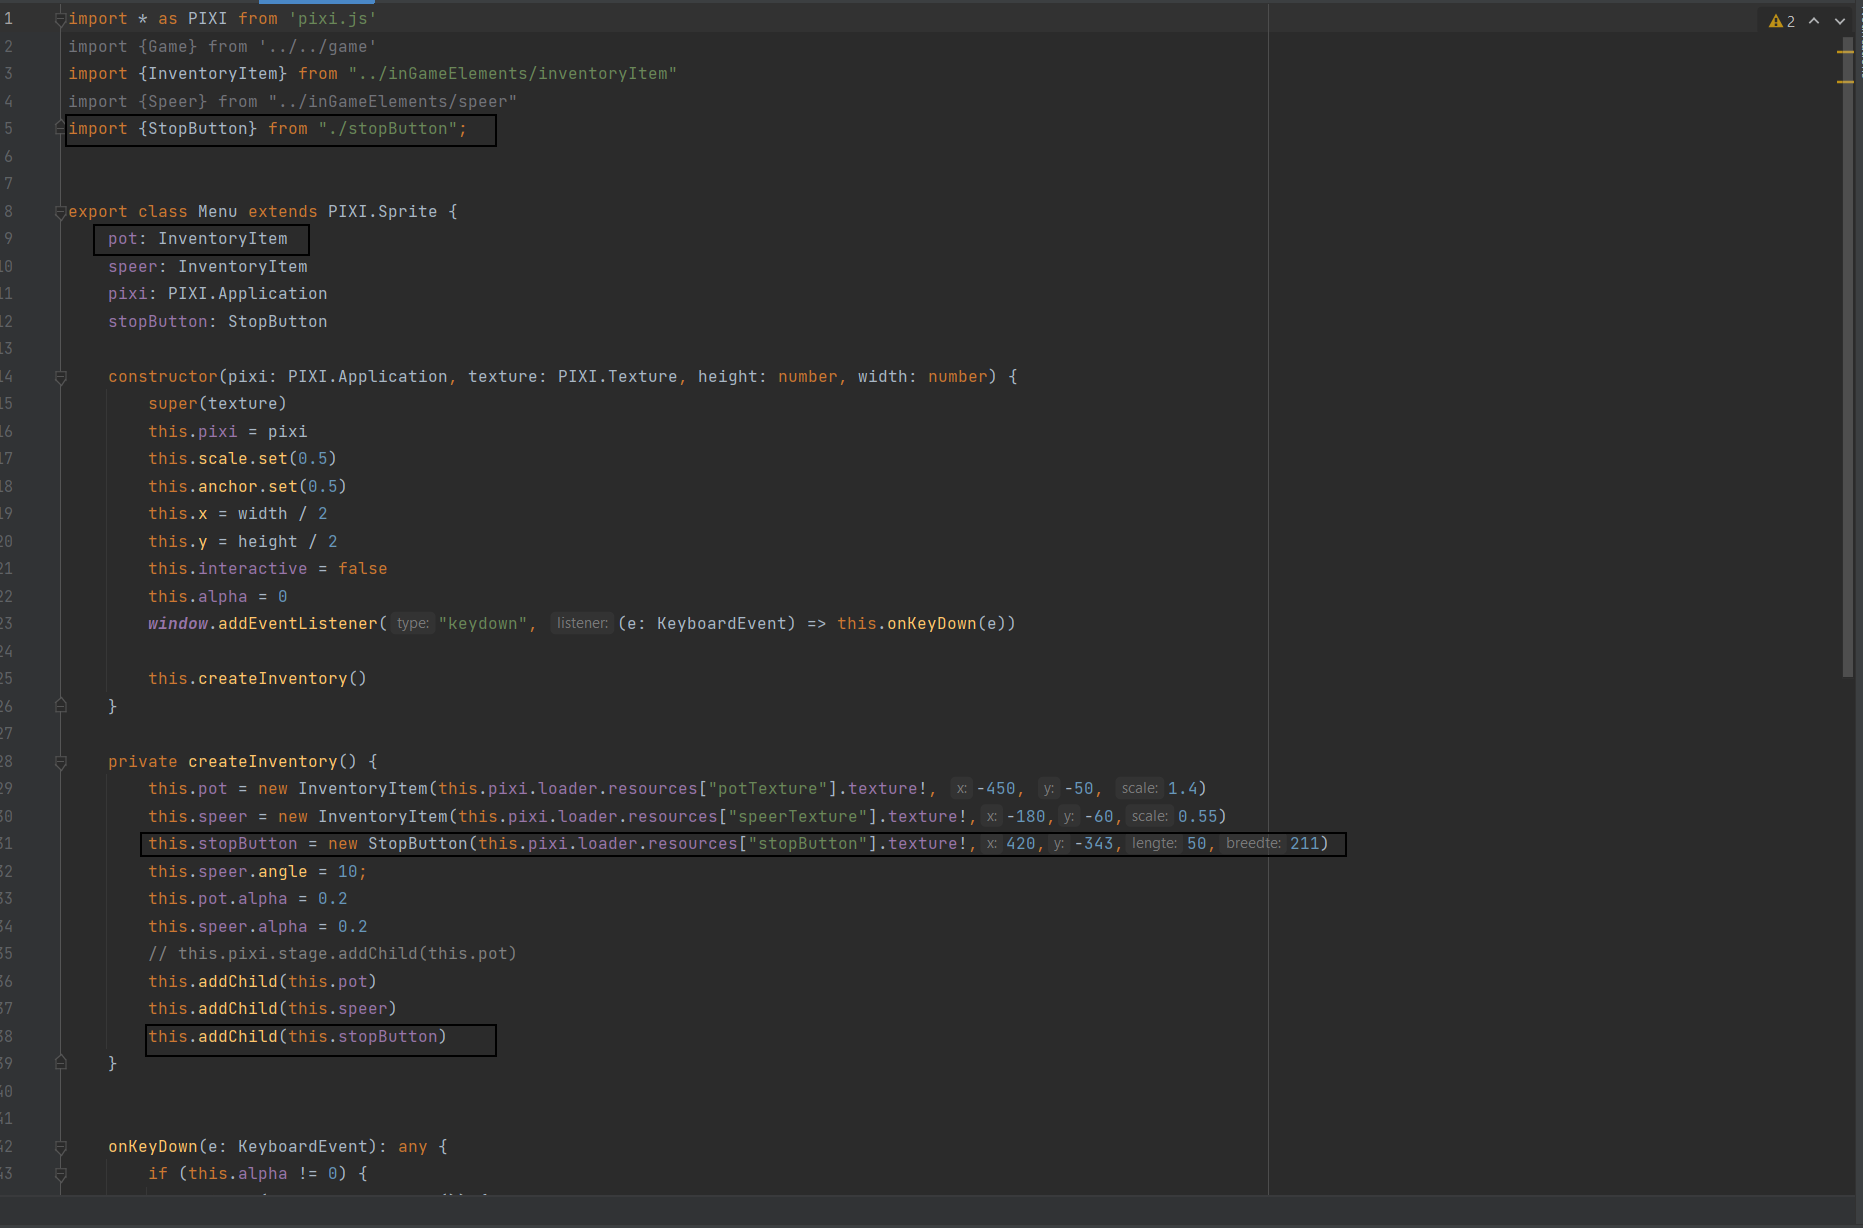 2
1 import * as PIXI from 'pixi.js'
2 import {Game} from '../../game'
3 import {InventoryItem} from "../inGameElements/inventoryItem"
4 import {Speer} from "../inGameElements/speer"
5 import {StopButton} from "./stopButton";
6
7
8 export class Menu extends PIXI.Sprite {
9 pot: InventoryItem
10 speer: InventoryItem
11 pixi: PIXI.Application
12 stopButton: StopButton
13
14 constructor(pixi: PIXI.Application, texture: PIXI.Texture, height: number, width: number) {
15 super(texture)
16 this.pixi = pixi
17 this.scale.set(0.5)
18 this.anchor.set(0.5)
19 this.x = width / 2
20 this.y = height / 2
21 this.interactive = false
22 this.alpha = 0
23 window.addEventListener( type: "keydown", listener: (e: KeyboardEvent) => this.onKeyDown(e))
24
25 this.createInventory()
26 }
27
28 private createInventory() {
29 this.pot = new InventoryItem(this.pixi.loader.resources["potTexture"].texture!, x: -450, y: -50, scale: 1.4)
30 this.speer = new InventoryItem(this.pixi.loader.resources["speerTexture"].texture!, x: -180, y: -60, scale: 0.55)
31 this.stopButton = new StopButton(this.pixi.loader.resources["stopButton"].texture!, x: 420, y: -343, lengte: 50, breedte: 211)
32 this.speer.angle = 10;
33 this.pot.alpha = 0.2
34 this.speer.alpha = 0.2
35 // this.pixi.stage.addChild(this.pot)
36 this.addChild(this.pot)
37 this.addChild(this.speer)
38 this.addChild(this.stopButton)
39 }
40
41
42 onKeyDown(e: KeyboardEvent): any {
43 if (this.alpha != 0) {